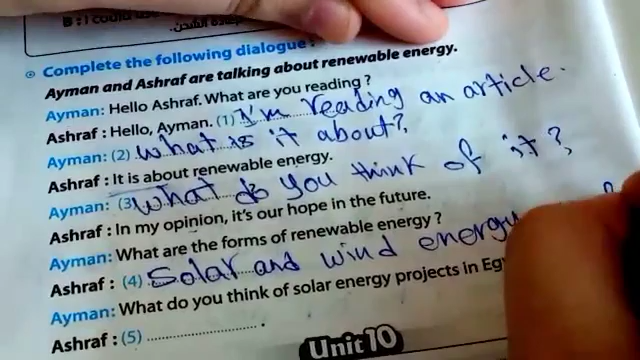 B : I could
الشحن.
Complete the following dialogue :
Ayman and Ashraf are talking about renewable energy.
Ayman: Hello Ashraf. What are you reading ?
Ashraf : Hello, Ayman. (1) I'm reading an article.
Ayman: (2) What is it about?
Ashraf : It is about renewable energy.
Ayman: (3) What do you think of it?
Ashraf : In my opinion, it's our hope in the future.
Ayman: What are the forms of renewable energy ?
Ashraf : (4) Solar and wind energy
Ayman: What do you think of solar energy projects in Eg
Ashraf : (5) ............................ .
Unit 10